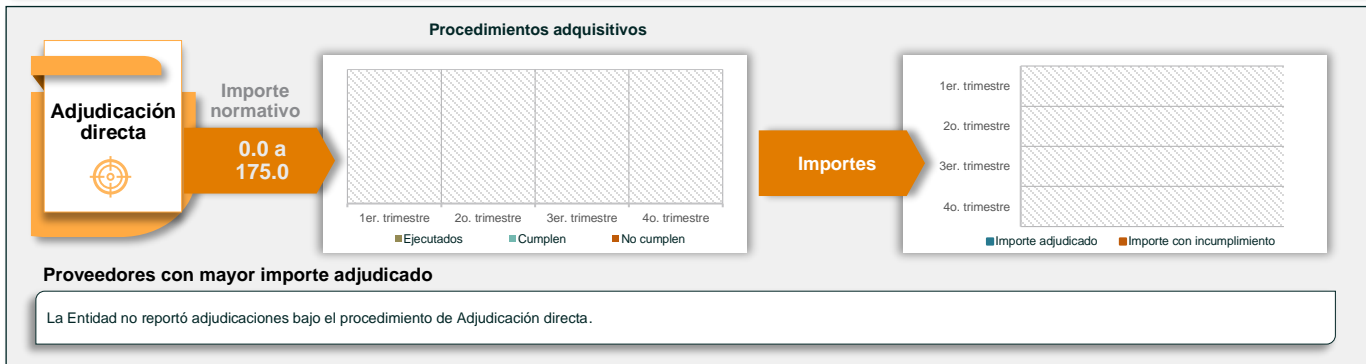 Procedimientos adquisitivos
Adjudicación
directa
Importe
normativo
0.0 a
175.0
1er. trimestre
2o. trimestre
3er. trimestre
4o. trimestre
Ejecutados
Cumplen
No cumplen
Importes
1er. trimestre
2o. trimestre
3er. trimestre
4o. trimestre
Importe adjudicado
Importe con incumplimiento
Proveedores con mayor importe adjudicado
La Entidad no reportó adjudicaciones bajo el procedimiento de Adjudicación directa.